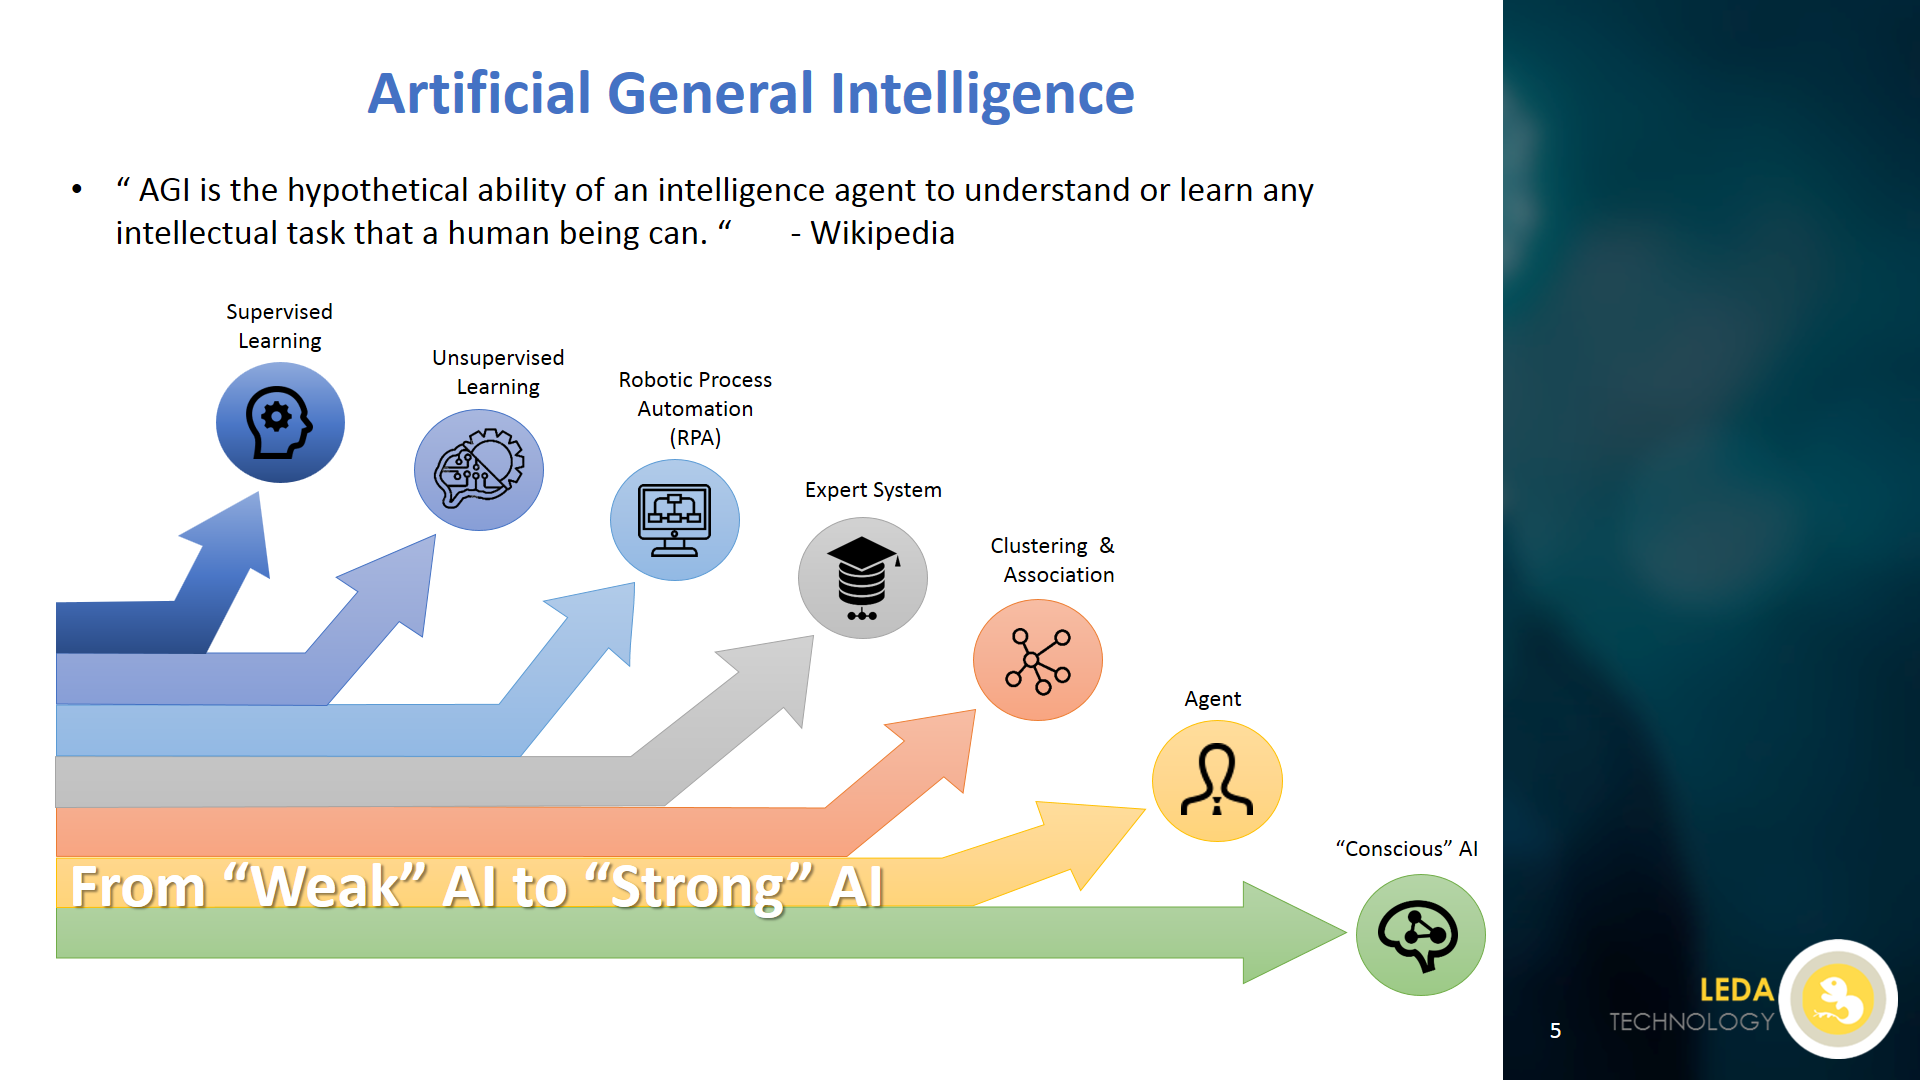 Artificial General Intelligence
• “ AGI is the hypothetical ability of an intelligence agent to understand or learn any
intellectual task that a human being can. “ - Wikipedia
Supervised
Learning
Unsupervised
Learning
Robotic Process
Automation
(RPA)
Expert System
Clustering &
Association
Agent
“Conscious” AI
From “Weak” AI to “Strong” AI
LEDA
TECHNOLOGY
5